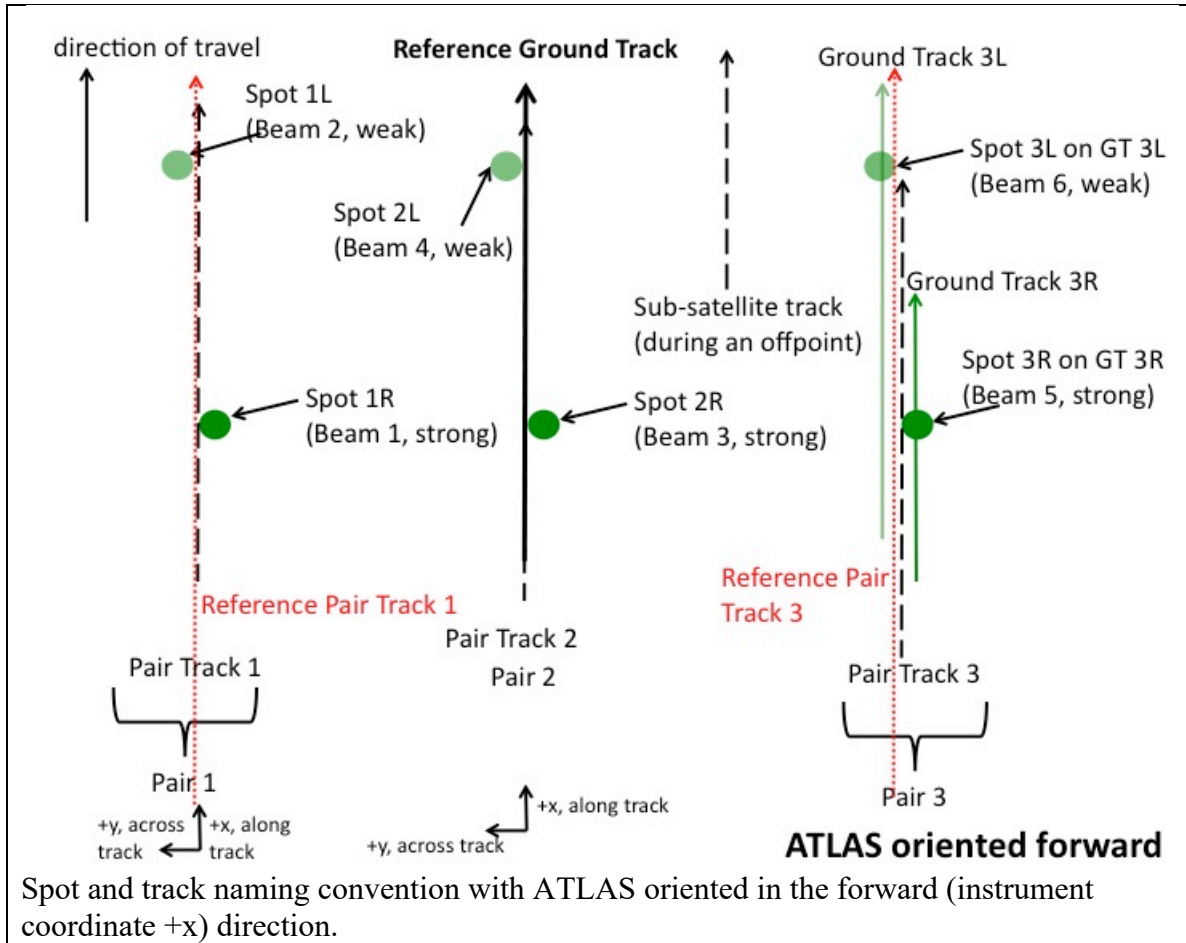 direction of travel
Reference Ground Track
Ground Track 3L
Spot 1L
(Beam 2, weak)
Spot 2L
(Beam 4, weak)
Spot 3L on GT 3L
(Beam 6, weak)
Ground Track 3R
Sub-satellite track
(during an offpoint)
Spot 1R
(Beam 1, strong)
Spot 2R
(Beam 3, strong)
Spot 3R on GT 3R
(Beam 5, strong)
Reference Pair Track 1
Reference Pair
Track 3
Pair Track 1
Pair Track 2
Pair 2
Pair Track 3
Pair 1
Pair 3
+y, across
track
+x, along
track
+x, along track
+y, across track
ATLAS oriented forward
Spot and track naming convention with ATLAS oriented in the forward (instrument
coordinate +x) direction.